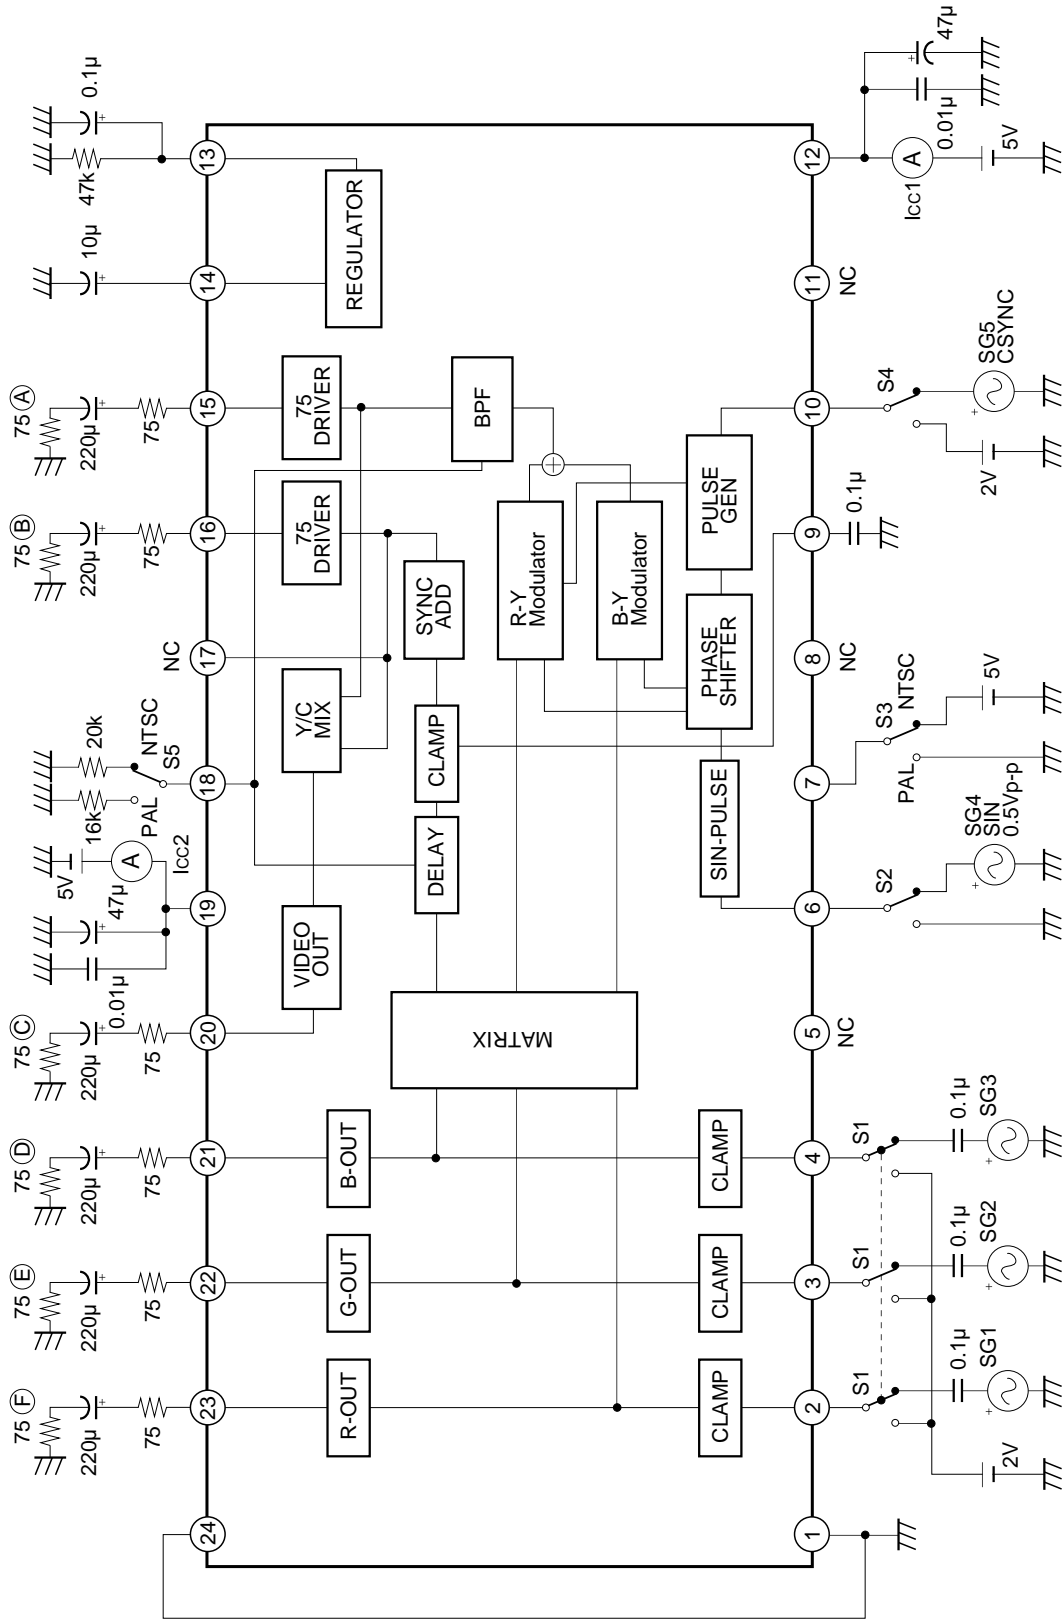 75 F
220µ
75
75 E
220µ
75
75 D
220µ
75
75 C
220µ
75
0.01µ
47µ
5V
A
Icc2
16k
PAL
20k
NTSC
S5
NC
75 B
220µ
75
75 A
220µ
75
10µ
47k
0.1µ
24
23
22
21
20
19
18
17
16
15
14
13
R-OUT
G-OUT
B-OUT
VIDEO
OUT
Y/C
MIX
75
DRIVER
75
DRIVER
REGULATOR
MATRIX
DELAY
CLAMP
SYNC
ADD
BPF
R-Y
Modulator
B-Y
Modulator
CLAMP
CLAMP
CLAMP
SIN-PULSE
PHASE
SHIFTER
PULSE
GEN
1
2
3
4
5
6
7
8
9
10
11
12
2V
S1
0.1µ
SG1
S1
0.1µ
SG2
S1
0.1µ
SG3
NC
S2
SG4
SIN
0.5Vp-p
PAL
S3
NTSC
5V
NC
0.1µ
2V
S4
SG5
CSYNC
NC
Icc1
A
5V
0.01µ
47µ